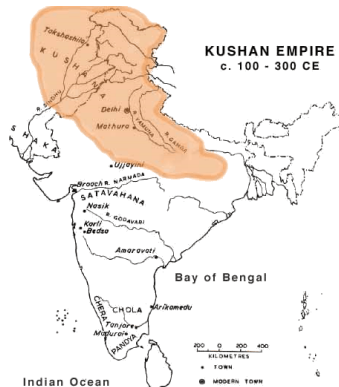 KUSHAN EMPIRE
c. 100 - 300 CE
Takshashila
KUSHANA
Delhi
R. YAMUNA
R. GANGA
Mathura
SHAKA
Ujjayini
Broach
R. NARMADA
SATAVAHANA
Nasik
R. GODAVARI
Karli
Bedsa
Amaravati
Bay of Bengal
CHERA
CHOLA
Arikamedu
Tanjore
Madurai
PANDYA
200 0 200 400
KILOMETRES
TOWN
MODERN TOWN
Indian Ocean